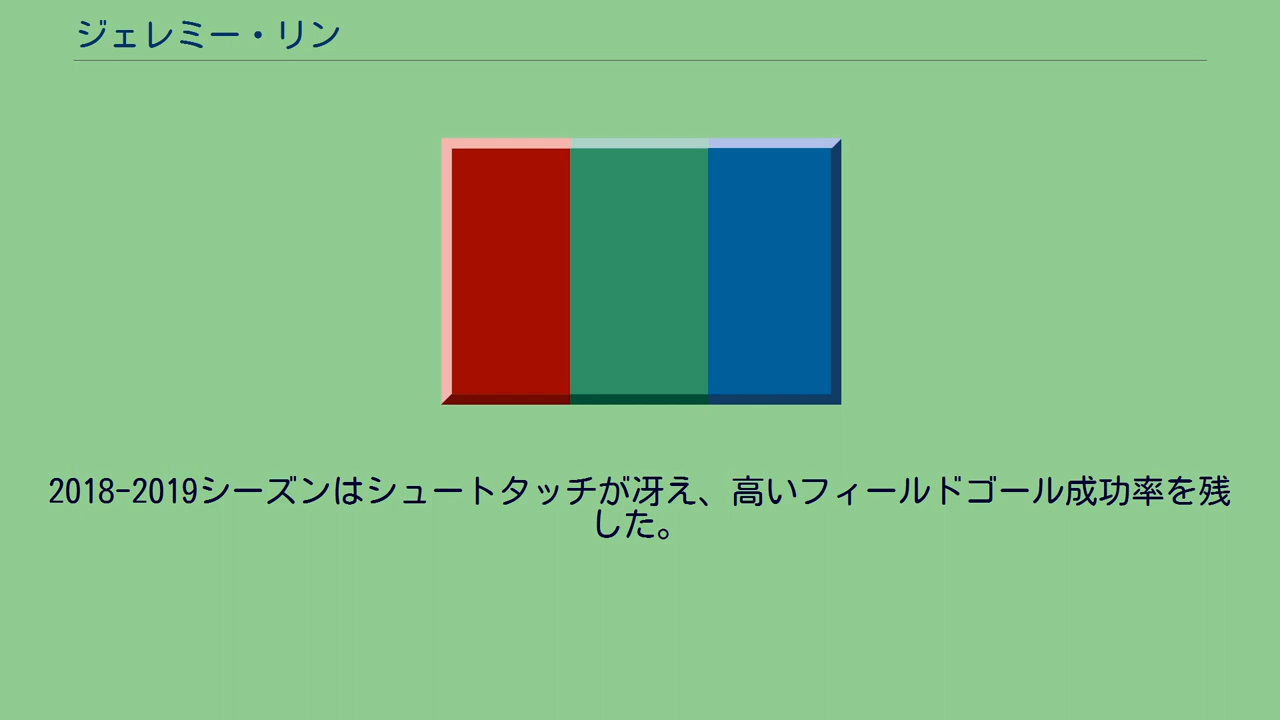 ジェレミー・リン
2018-2019シーズンはシュートタッチが冴え、高いフィールドゴール成功率を残
した。